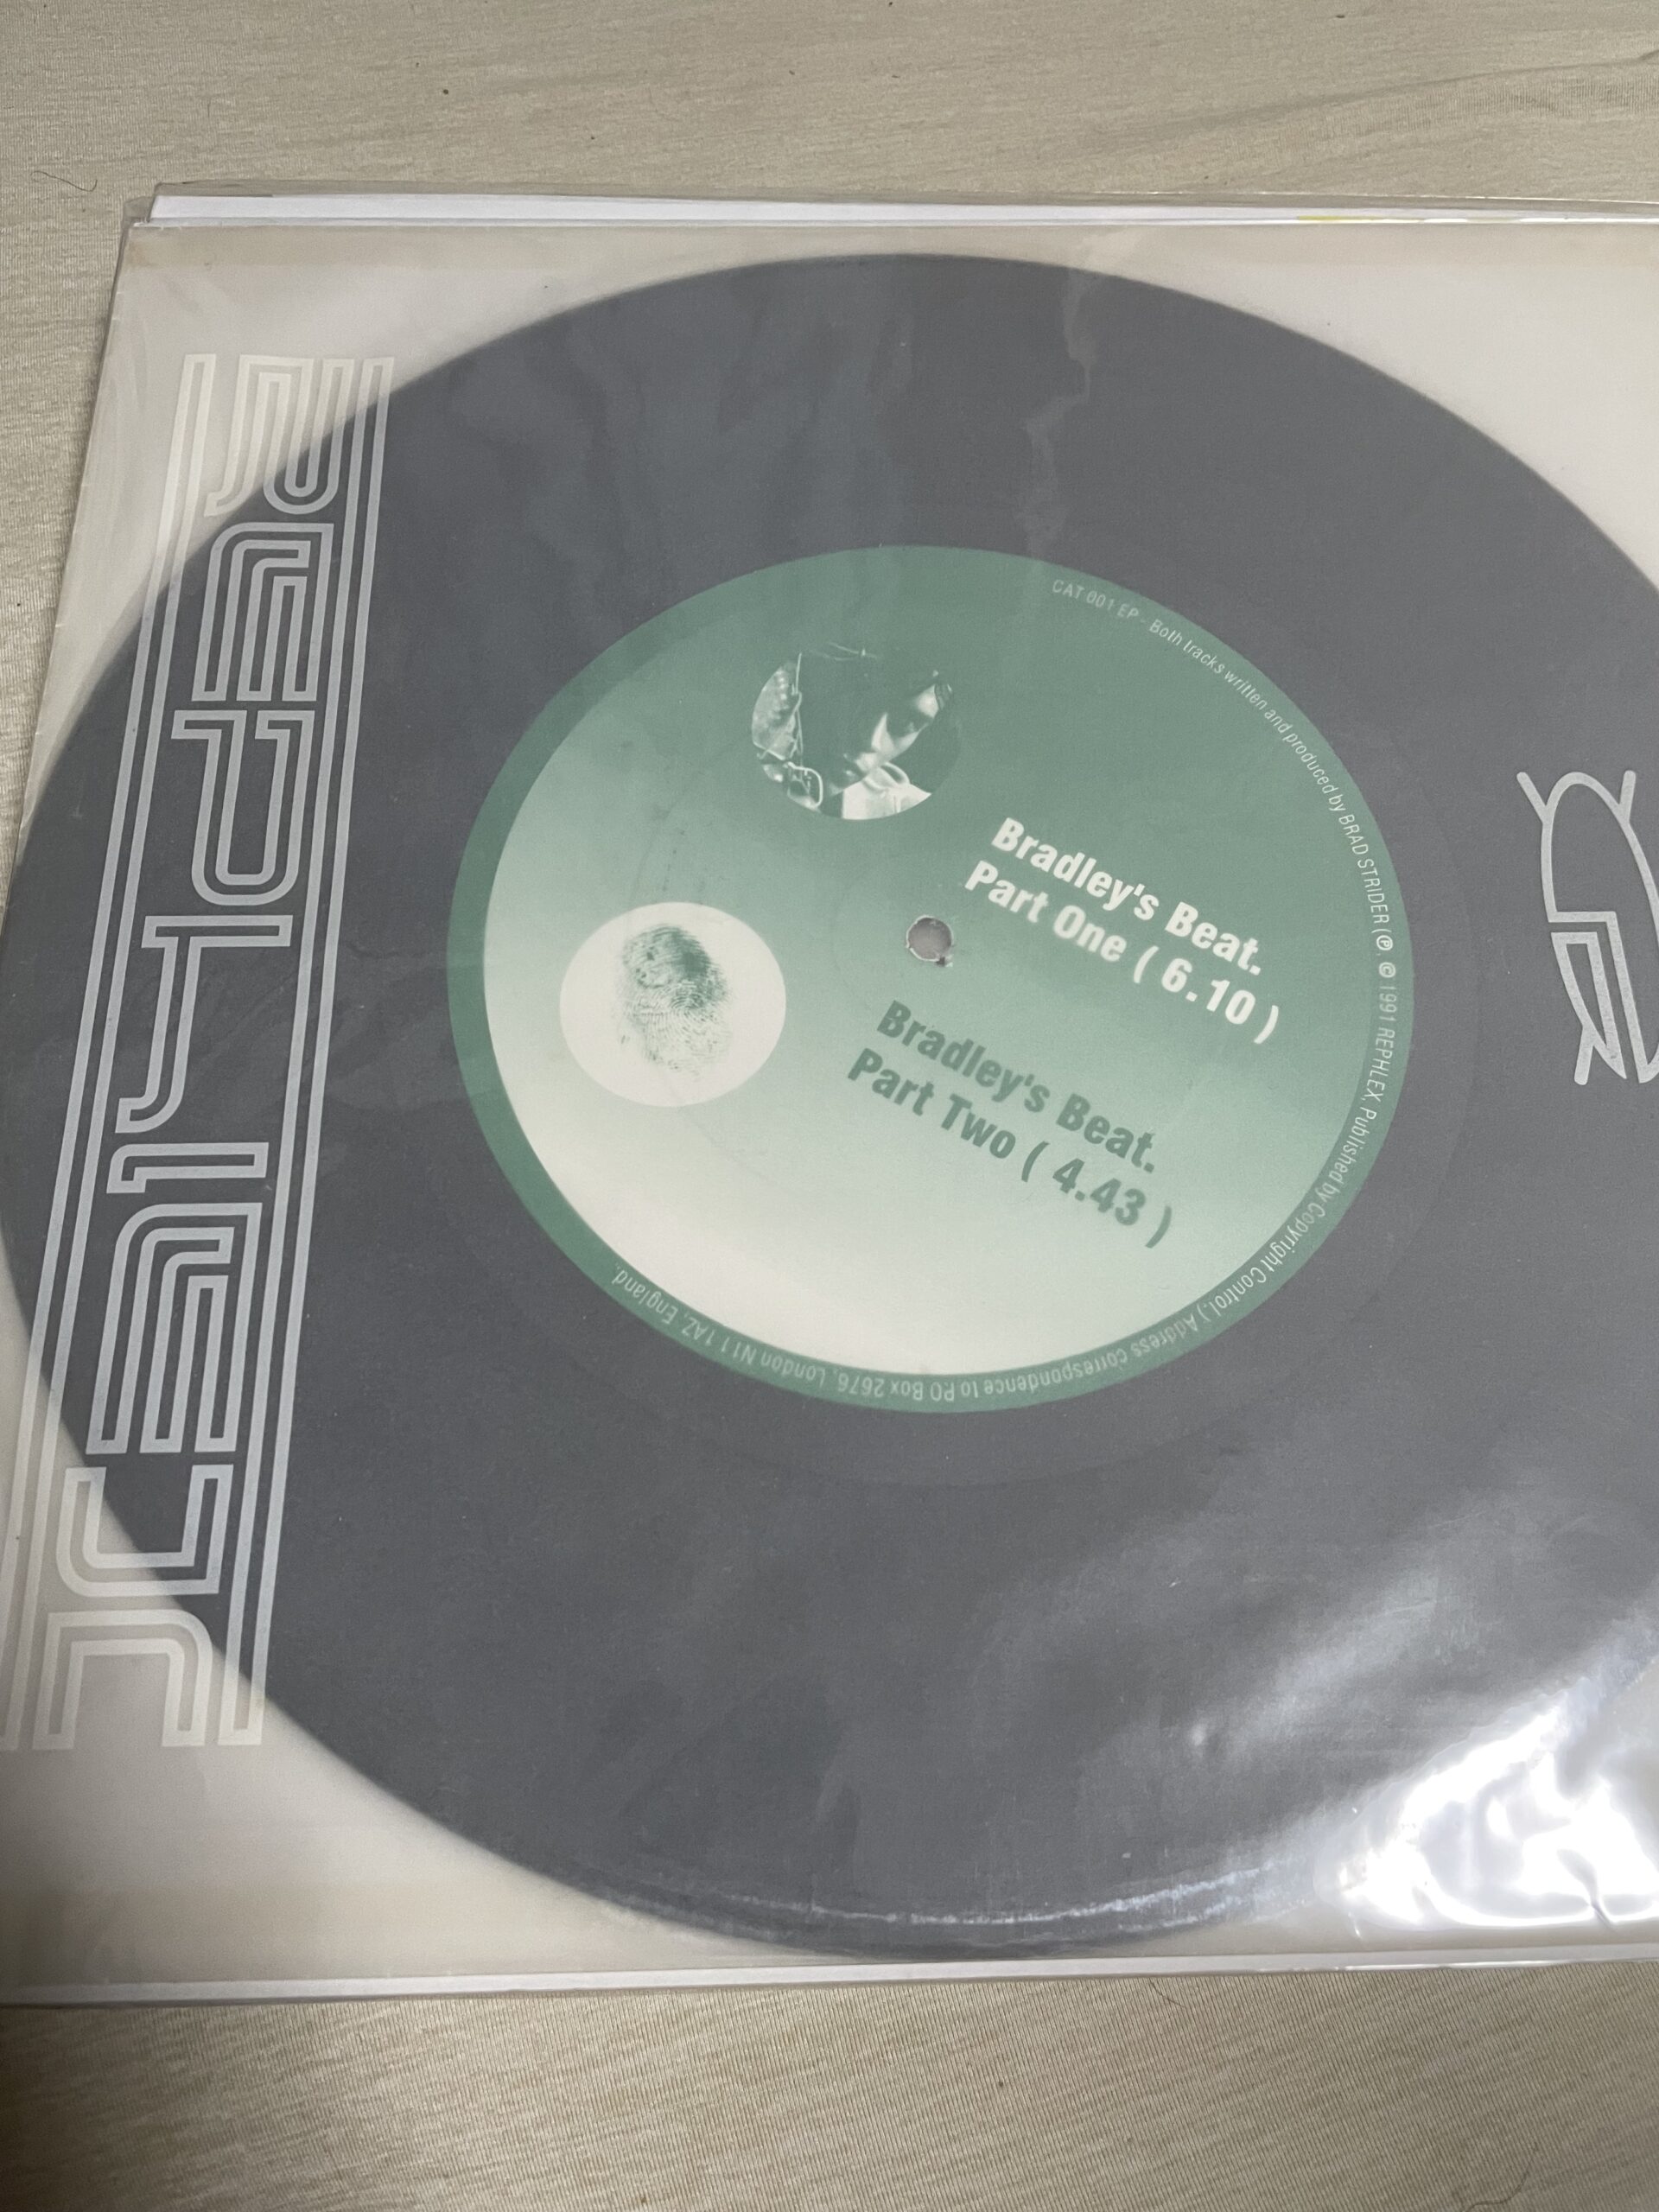 REPHLEX
Bradley's Beat.
Part One ( 6.10 )
Bradley's Beat.
Part Two ( 4.43 )
CAT 001 EP - Both tracks written and produced by BRAD STRIDER (℗, © 1991 REPHLEX, Published by Copyright Control.) Address correspondence to PO Box 2676, London N11 1AZ, England.